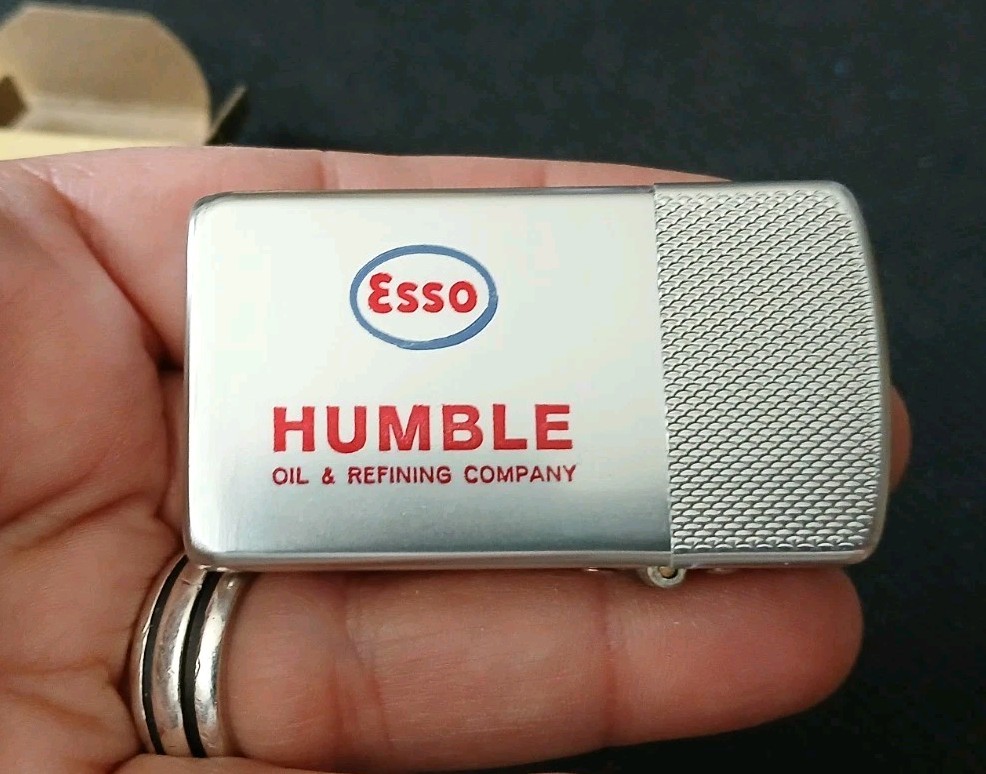 Esso
HUMBLE
OIL & REFINING COMPANY